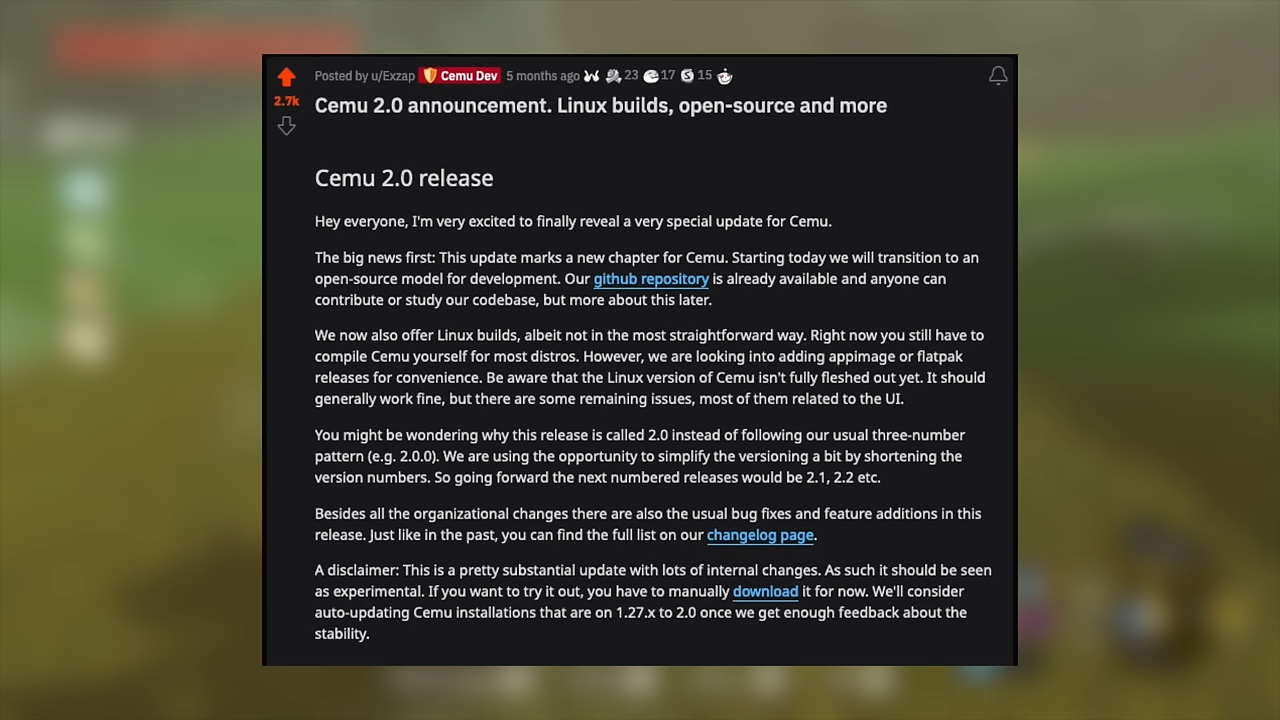 Posted by u/Exzap Cemu Dev 5 months ago 23 17 15
2.7k
Cemu 2.0 announcement. Linux builds, open-source and more
Cemu 2.0 release
Hey everyone, I'm very excited to finally reveal a very special update for Cemu.
The big news first: This update marks a new chapter for Cemu. Starting today we will transition to an
open-source model for development. Our github repository is already available and anyone can
contribute or study our codebase, but more about this later.
We now also offer Linux builds, albeit not in the most straightforward way. Right now you still have to
compile Cemu yourself for most distros. However, we are looking into adding appimage or flatpak
releases for convenience. Be aware that the Linux version of Cemu isn't fully fleshed out yet. It should
generally work fine, but there are some remaining issues, most of them related to the UI.
You might be wondering why this release is called 2.0 instead of following our usual three-number
pattern (e.g. 2.0.0). We are using the opportunity to simplify the versioning a bit by shortening the
version numbers. So going forward the next numbered releases would be 2.1, 2.2 etc.
Besides all the organizational changes there are also the usual bug fixes and feature additions in this
release. Just like in the past, you can find the full list on our changelog page.
A disclaimer: This is a pretty substantial update with lots of internal changes. As such it should be seen
as experimental. If you want to try it out, you have to manually download it for now. We'll consider
auto-updating Cemu installations that are on 1.27.x to 2.0 once we get enough feedback about the
stability.